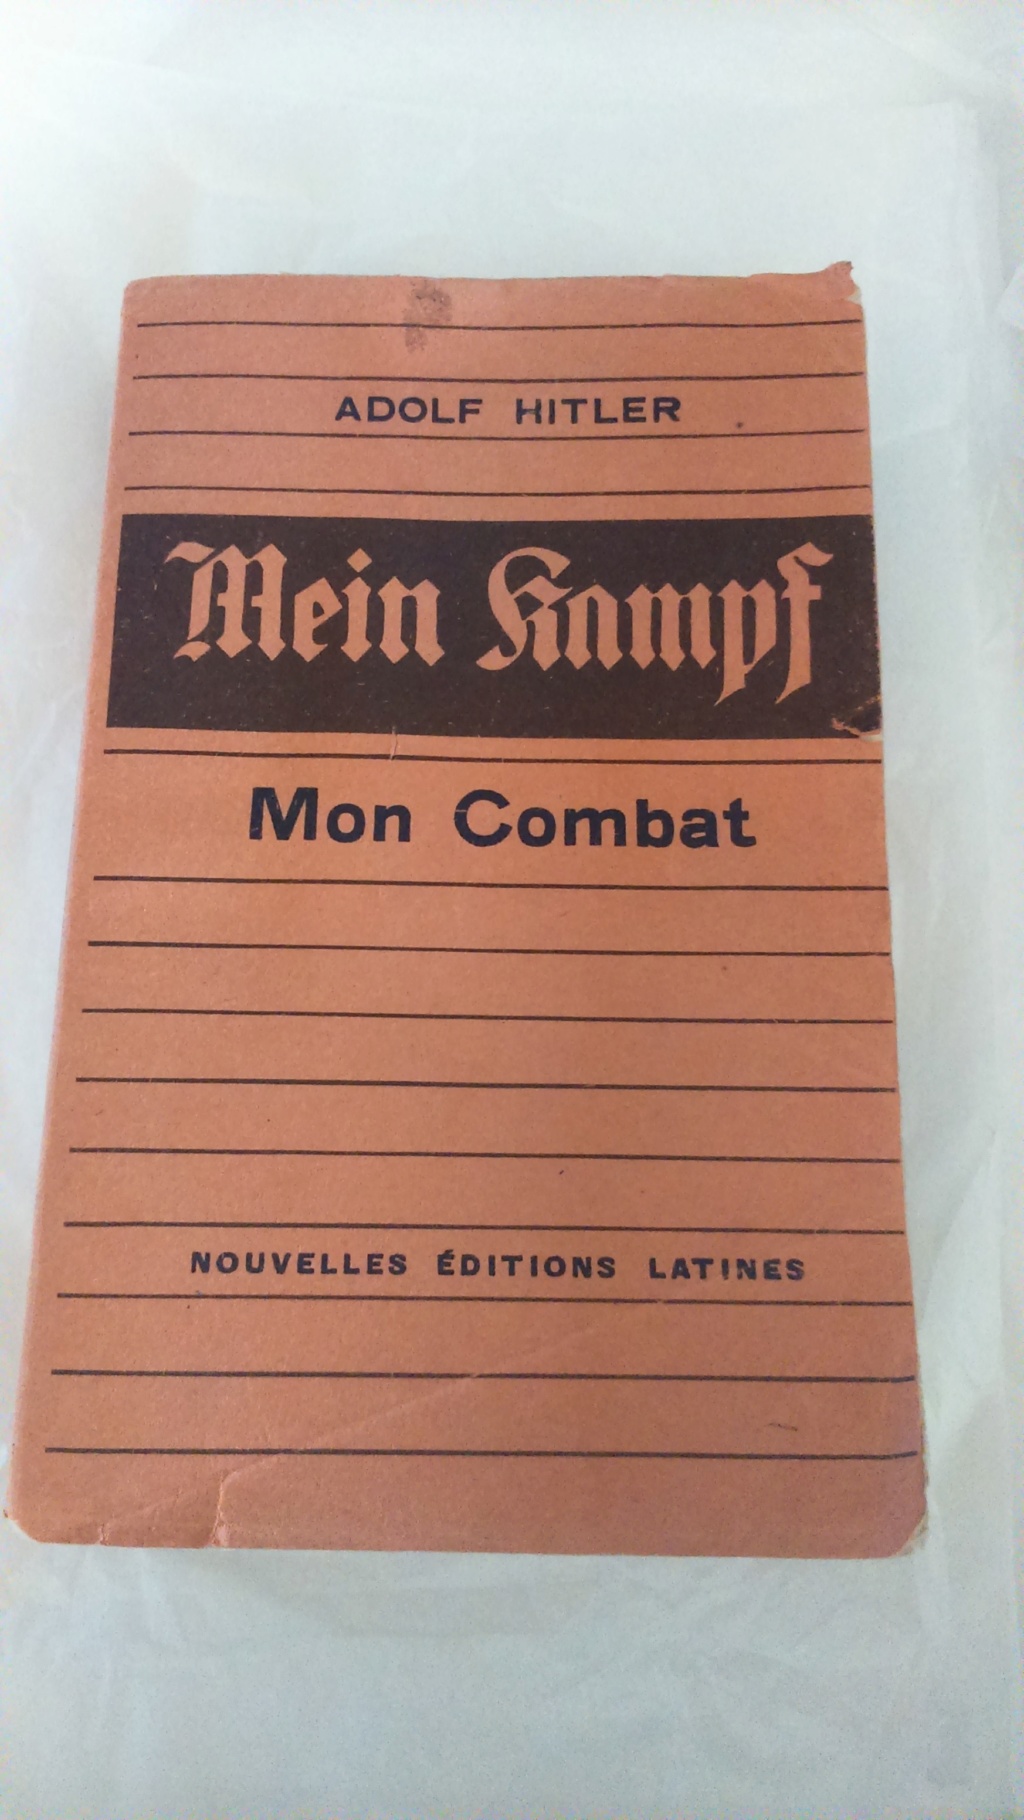 ADOLF HITLER
Mein Kampf
Mon Combat
NOUVELLES ÉDITIONS LATINES